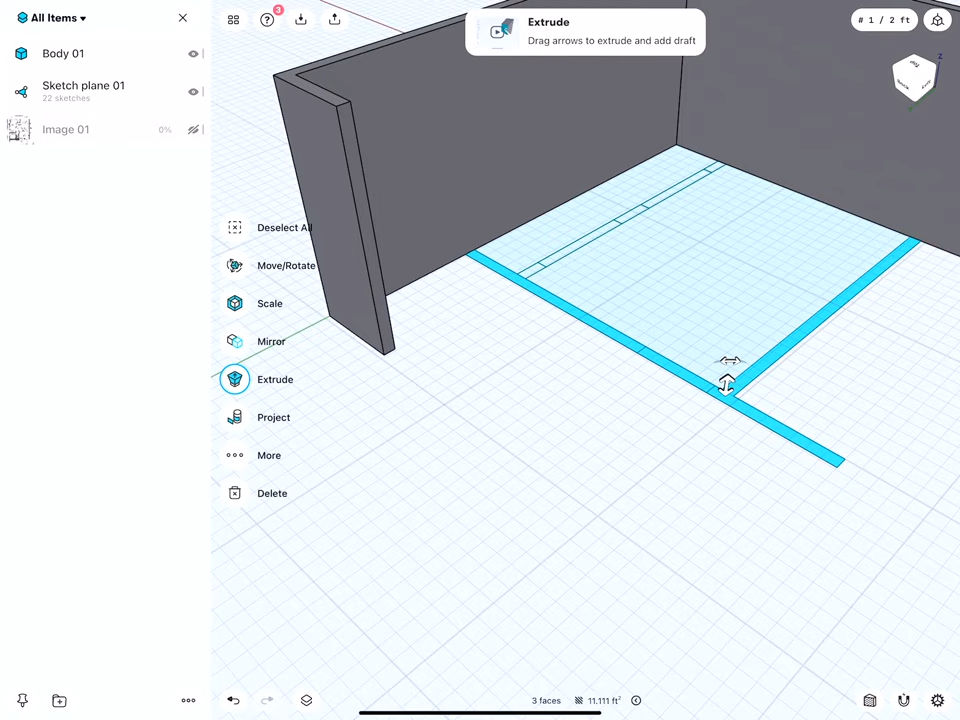 All Items
Body 01
Sketch plane 01
22 sketches
Image 01
0%
3
Extrude
Drag arrows to extrude and add draft
# 1 / 2 ft
Z
Deselect All
Move/Rotate
Scale
Mirror
Extrude
Project
More
Delete
3 faces
11.111 ft²